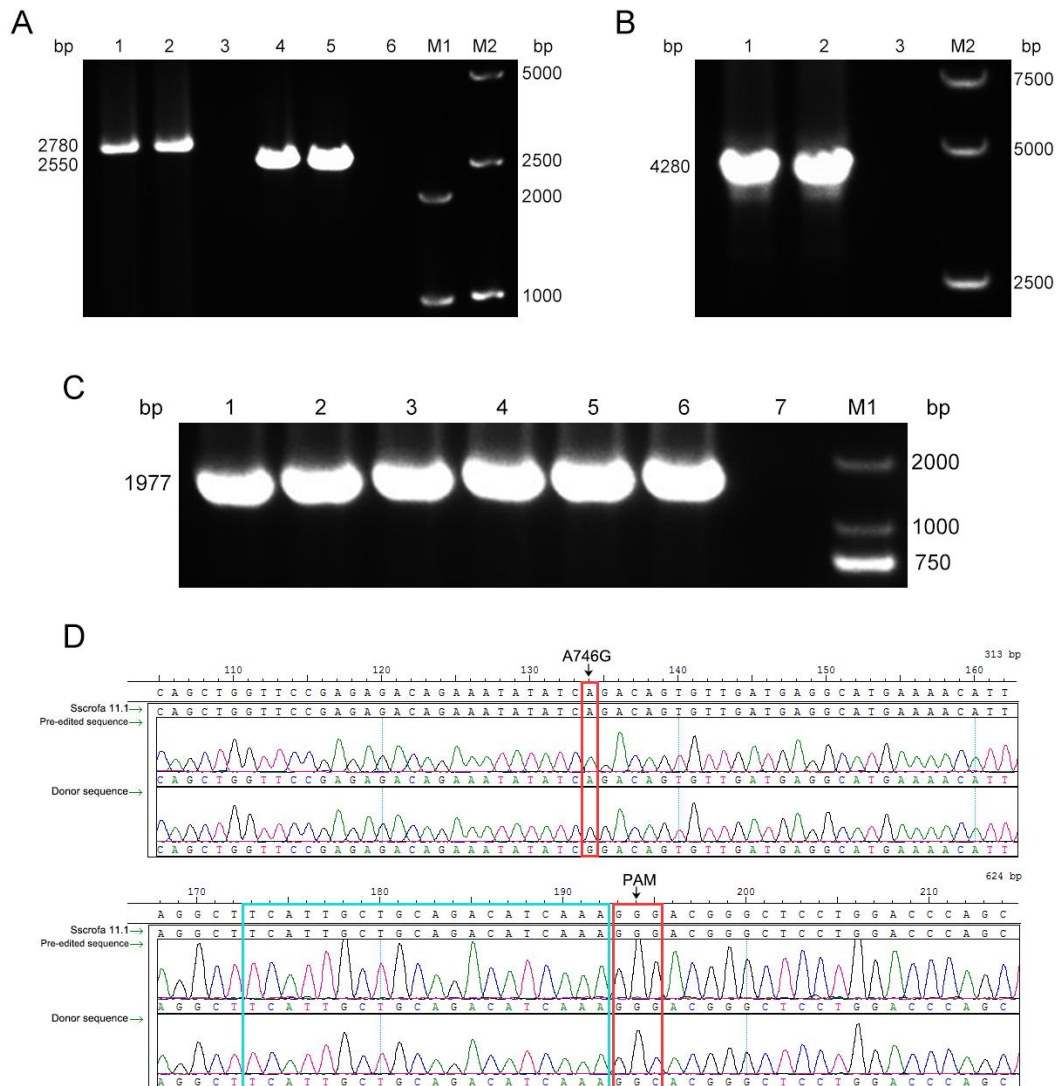 A B
bp 1 2 3 4 5 6 M1 M2 bp
5000
2780
2550
2500
2000
1000
bp 1 2 3 M2 bp
7500
5000
4280
2500
C
bp 1 2 3 4 5 6 7 M1 bp
1977
2000
1000
750
D
A746G
313 bp
110 120 130 140 150 160
C A G C T G G T T C C G A G A G A C A G A A A T A T A T C A G A C A G T G T T G A T G A G G C A T G A A A A C A T T
Sscrofa 11.1→ C A G C T G G T T C C G A G A G A C A G A A A T A T A T C A G A C A G T G T T G A T G A G G C A T G A A A A C A T T
Pre-edited sequence→
C A G C T G G T T C C G A G A G A C A G A A A T A T A T C A G A C A G T G T T G A T G A G G C A T G A A A A C A T T
Donor sequence→
C A G C T G G T T C C G A G A G A C A G A A A T A T A T C G G A C A G T G T T G A T G A G G C A T G A A A A C A T T
PAM
624 bp
170 180 190 200 210
A G G C T T C A T T G C T G C A G A C A T C A A A G G G A C G G G C T C C T G G A C C C A G C
Sscrofa 11.1→ A G G C T T C A T T G C T G C A G A C A T C A A A G G G A C G G G C T C C T G G A C C C A G C
Pre-edited sequence→
A G G C T T C A T T G C T G C A G A C A T C A A A G G G A C G G G C T C C T G G A C C C A G C
Donor sequence→
A G G C T T C A T T G C T G C A G A C A T C A A A G G C A C G G G C T C C T G G A C C C A G C